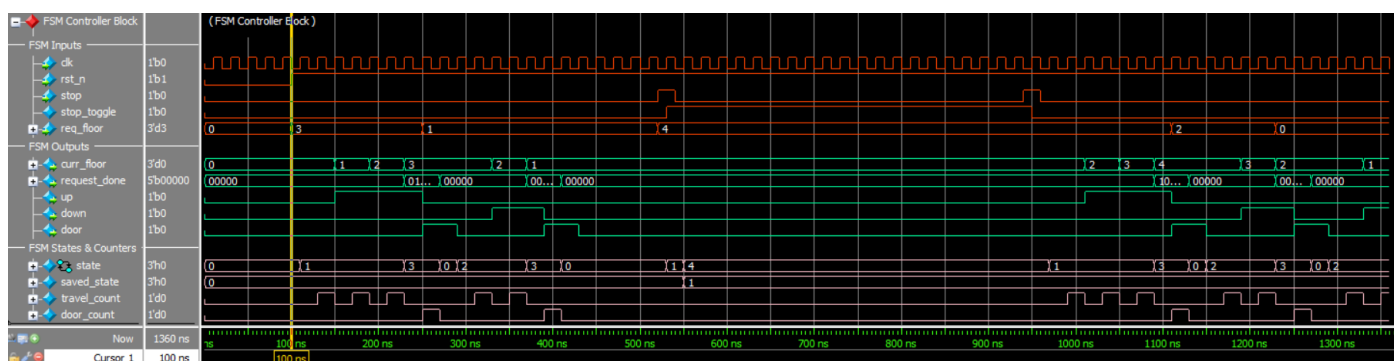 FSM Controller Block
( FSM Controller Block )
FSM Inputs
clk 1'b0
rst_n 1'b1
stop 1'b0
stop_toggle 1'b0
req_floor 3'd3 0 3 1 4 2 0
FSM Outputs
curr_floor 3'd0 0 1 2 3 2 1 2 3 4 3 2 1
request_done 5'b00000 00000 01... 00000 00... 00000 10... 00000 00... 00000
up 1'b0
down 1'b0
door 1'b0
FSM States & Counters
state 3'h0 0 1 3 0 2 3 0 1 4 1 3 0 2 3 0 2
saved_state 3'h0 0 1
travel_count 1'd0
door_count 1'd0
Now 1360 ns ns 100 ns 200 ns 300 ns 400 ns 500 ns 600 ns 700 ns 800 ns 900 ns 1000 ns 1100 ns 1200 ns 1300 ns
Cursor 1 100 ns 100 ns